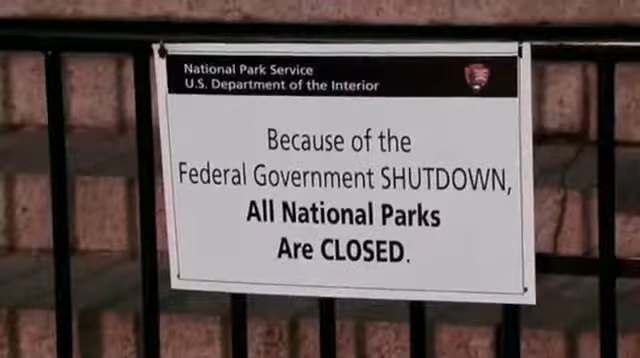 National Park Service
U.S. Department of the Interior
Because of the
Federal Government SHUTDOWN,
All National Parks
Are CLOSED.